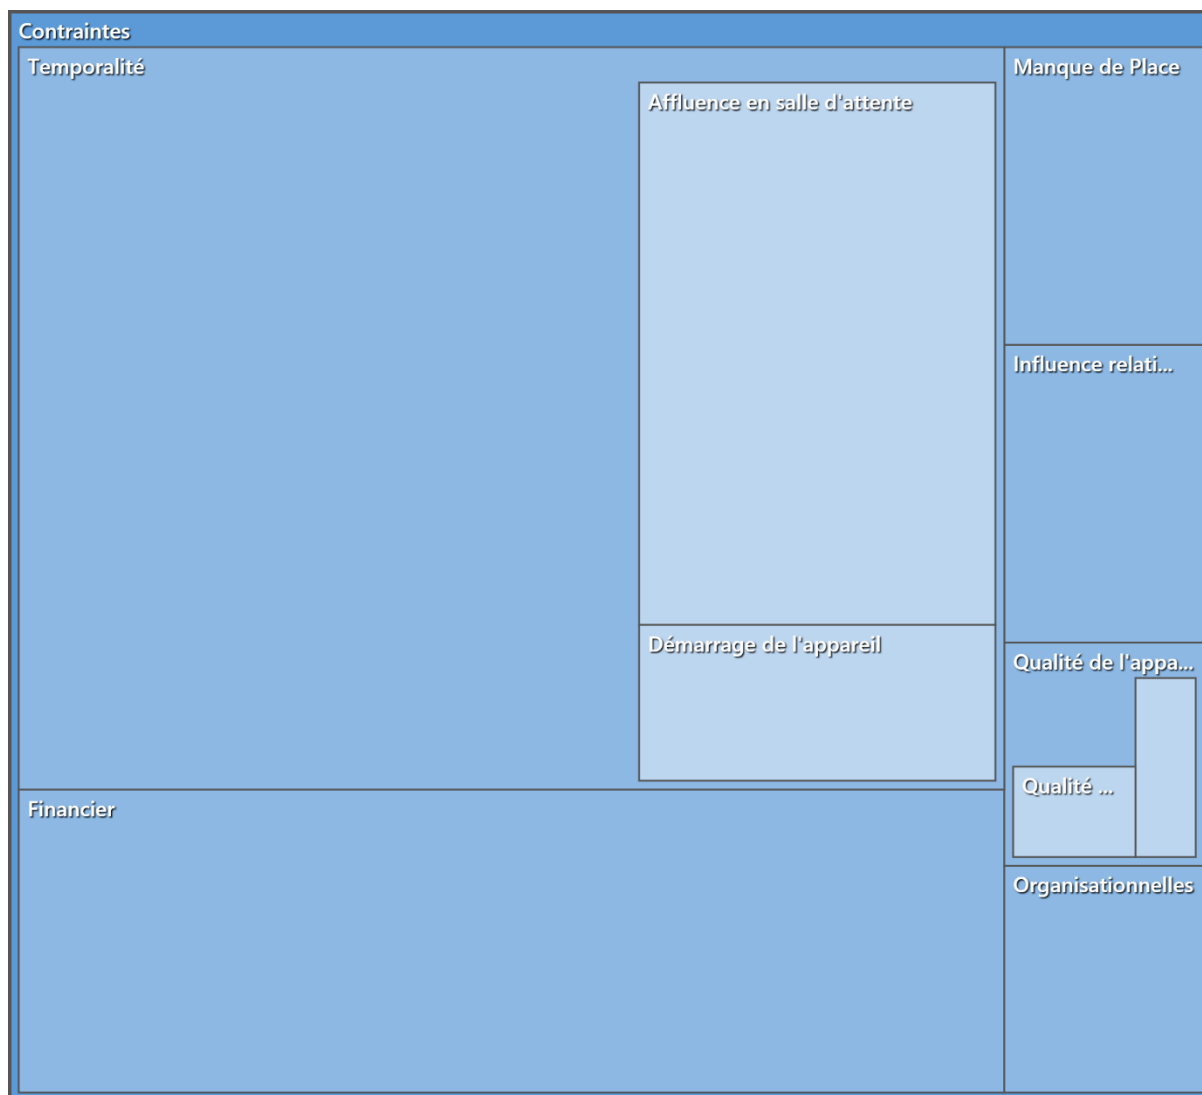 Contraintes
Temporalité
Affluence en salle d'attente
Démarrage de l'appareil
Financier
Manque de Place
Influence relati...
Qualité de l'appa...
Qualité ...
Organisationnelles